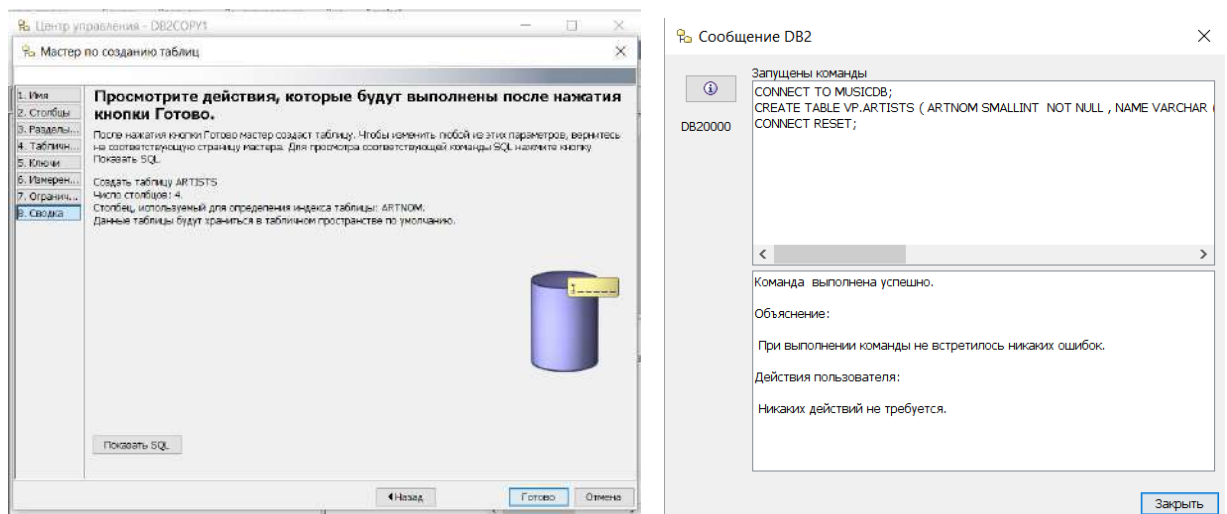 Центр управления - DB2COPY1
Мастер по созданию таблиц
1. Имя
2. Столбцы
3. Разделы...
4. Табличн...
5. Ключи
6. Измерен...
7. Огранич...
8. Сводка
Просмотрите действия, которые будут выполнены после нажатия
кнопки Готово.
После нажатия кнопки Готово мастер создаст таблицу. Чтобы изменить любой из этих параметров, вернитесь
на соответствующую страницу мастера. Для просмотра соответствующей команды SQL нажмите кнопку
Показать SQL.
Создать таблицу ARTISTS
Число столбцов: 4.
Столбец, используемый для определения индекса таблицы: ARTNOM.
Данные таблицы будут храниться в табличном пространстве по умолчанию.
Показать SQL
Назад
Готово
Отмена
Сообщение DB2
DB20000
Запущены команды
CONNECT TO MUSICDB;
CREATE TABLE VP.ARTISTS ( ARTNOM SMALLINT NOT NULL , NAME VARCHAR (
CONNECT RESET;
Команда выполнена успешно.
Объяснение:
При выполнении команды не встретилось никаких ошибок.
Действия пользователя:
Никаких действий не требуется.
Закрыть